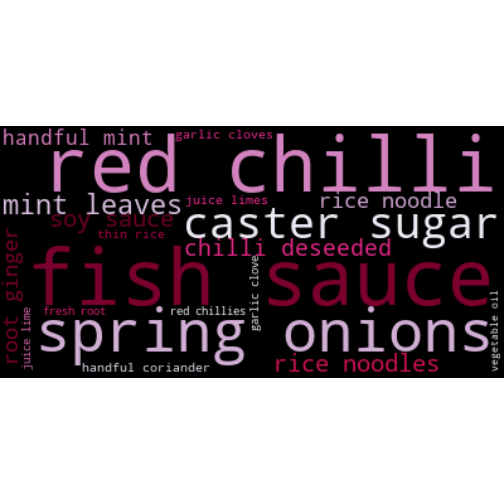 handful mint
garlic cloves
red chilli
mint leaves
juice limes
rice noodle
soy sauce
caster sugar
thin rice
chilli deseeded
root ginger
fish sauce
garlic clove
juice lime
fresh root
red chillies
spring onions
vegetable oil
handful coriander
rice noodles